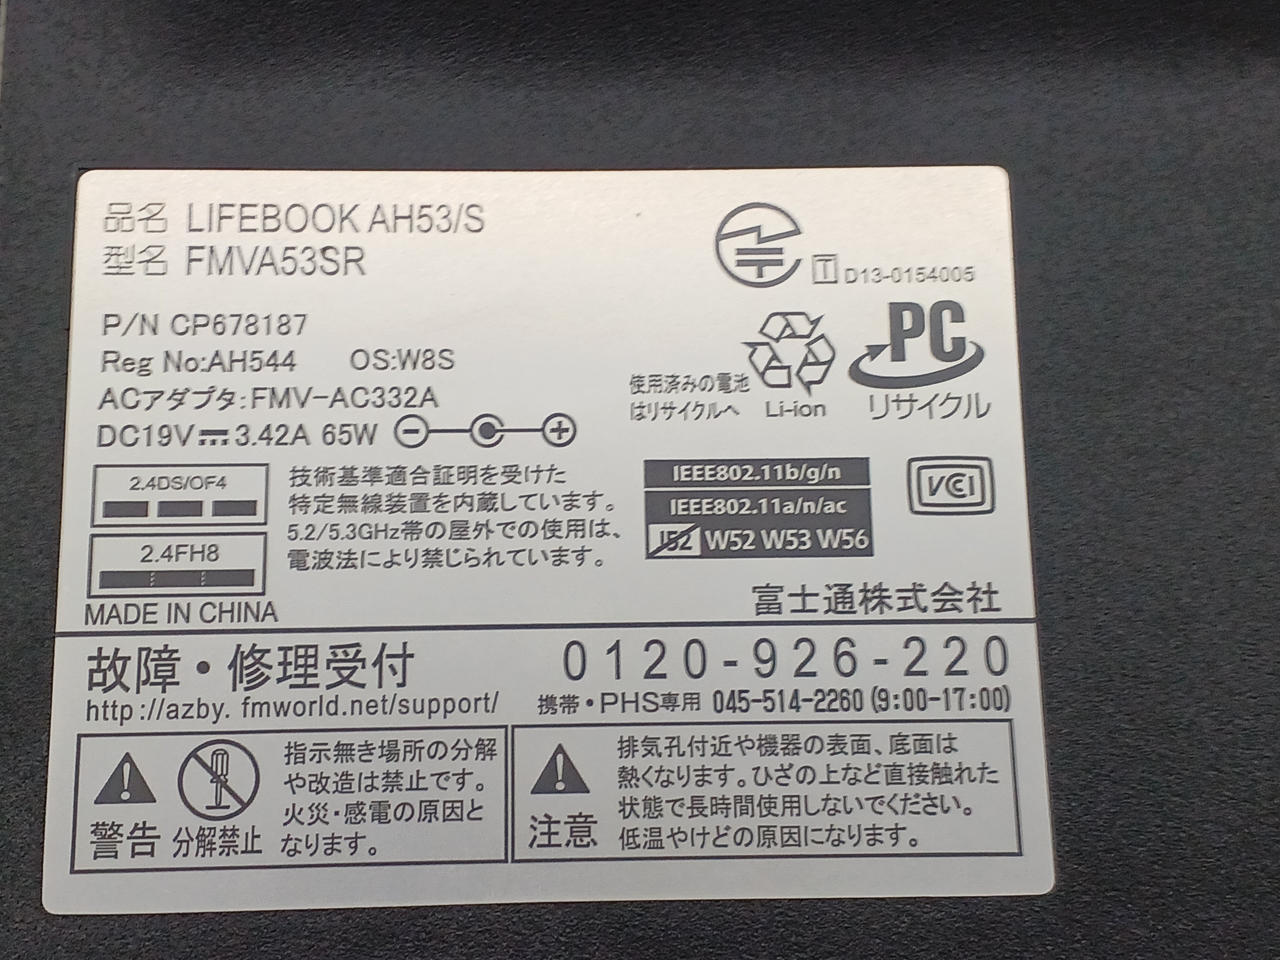 品名 LIFEBOOK AH53/S
型名 FMVA53SR
T D13-0154005
P/N CP678187
Reg No:AH544 OS:W8S
ACアダプタ:FMV-AC332A
DC19V 3.42A 65W
使用済みの電池
はリサイクルへ
Li-ion
PC
リサイクル
2.4DS/OF4
2.4FH8
MADE IN CHINA
技術基準適合証明を受けた
特定無線装置を内蔵しています。
5.2/5.3GHz帯の屋外での使用は、
電波法により禁じられています。
IEEE802.11b/g/n
IEEE802.11a/n/ac
J52 W52 W53 W56
VCCI
富士通株式会社
故障・修理受付 0120-926-220
http://azby.fmworld.net/support/ 携帯・PHS専用 045-514-2260(9:00-17:00)
警告
分解禁止
指示無き場所の分解
や改造は禁止です。
火災・感電の原因と
なります。
注意
排気孔付近や機器の表面、底面は
熱くなります。ひざの上など直接触れた
状態で長時間使用しないでください。
低温やけどの原因になります。